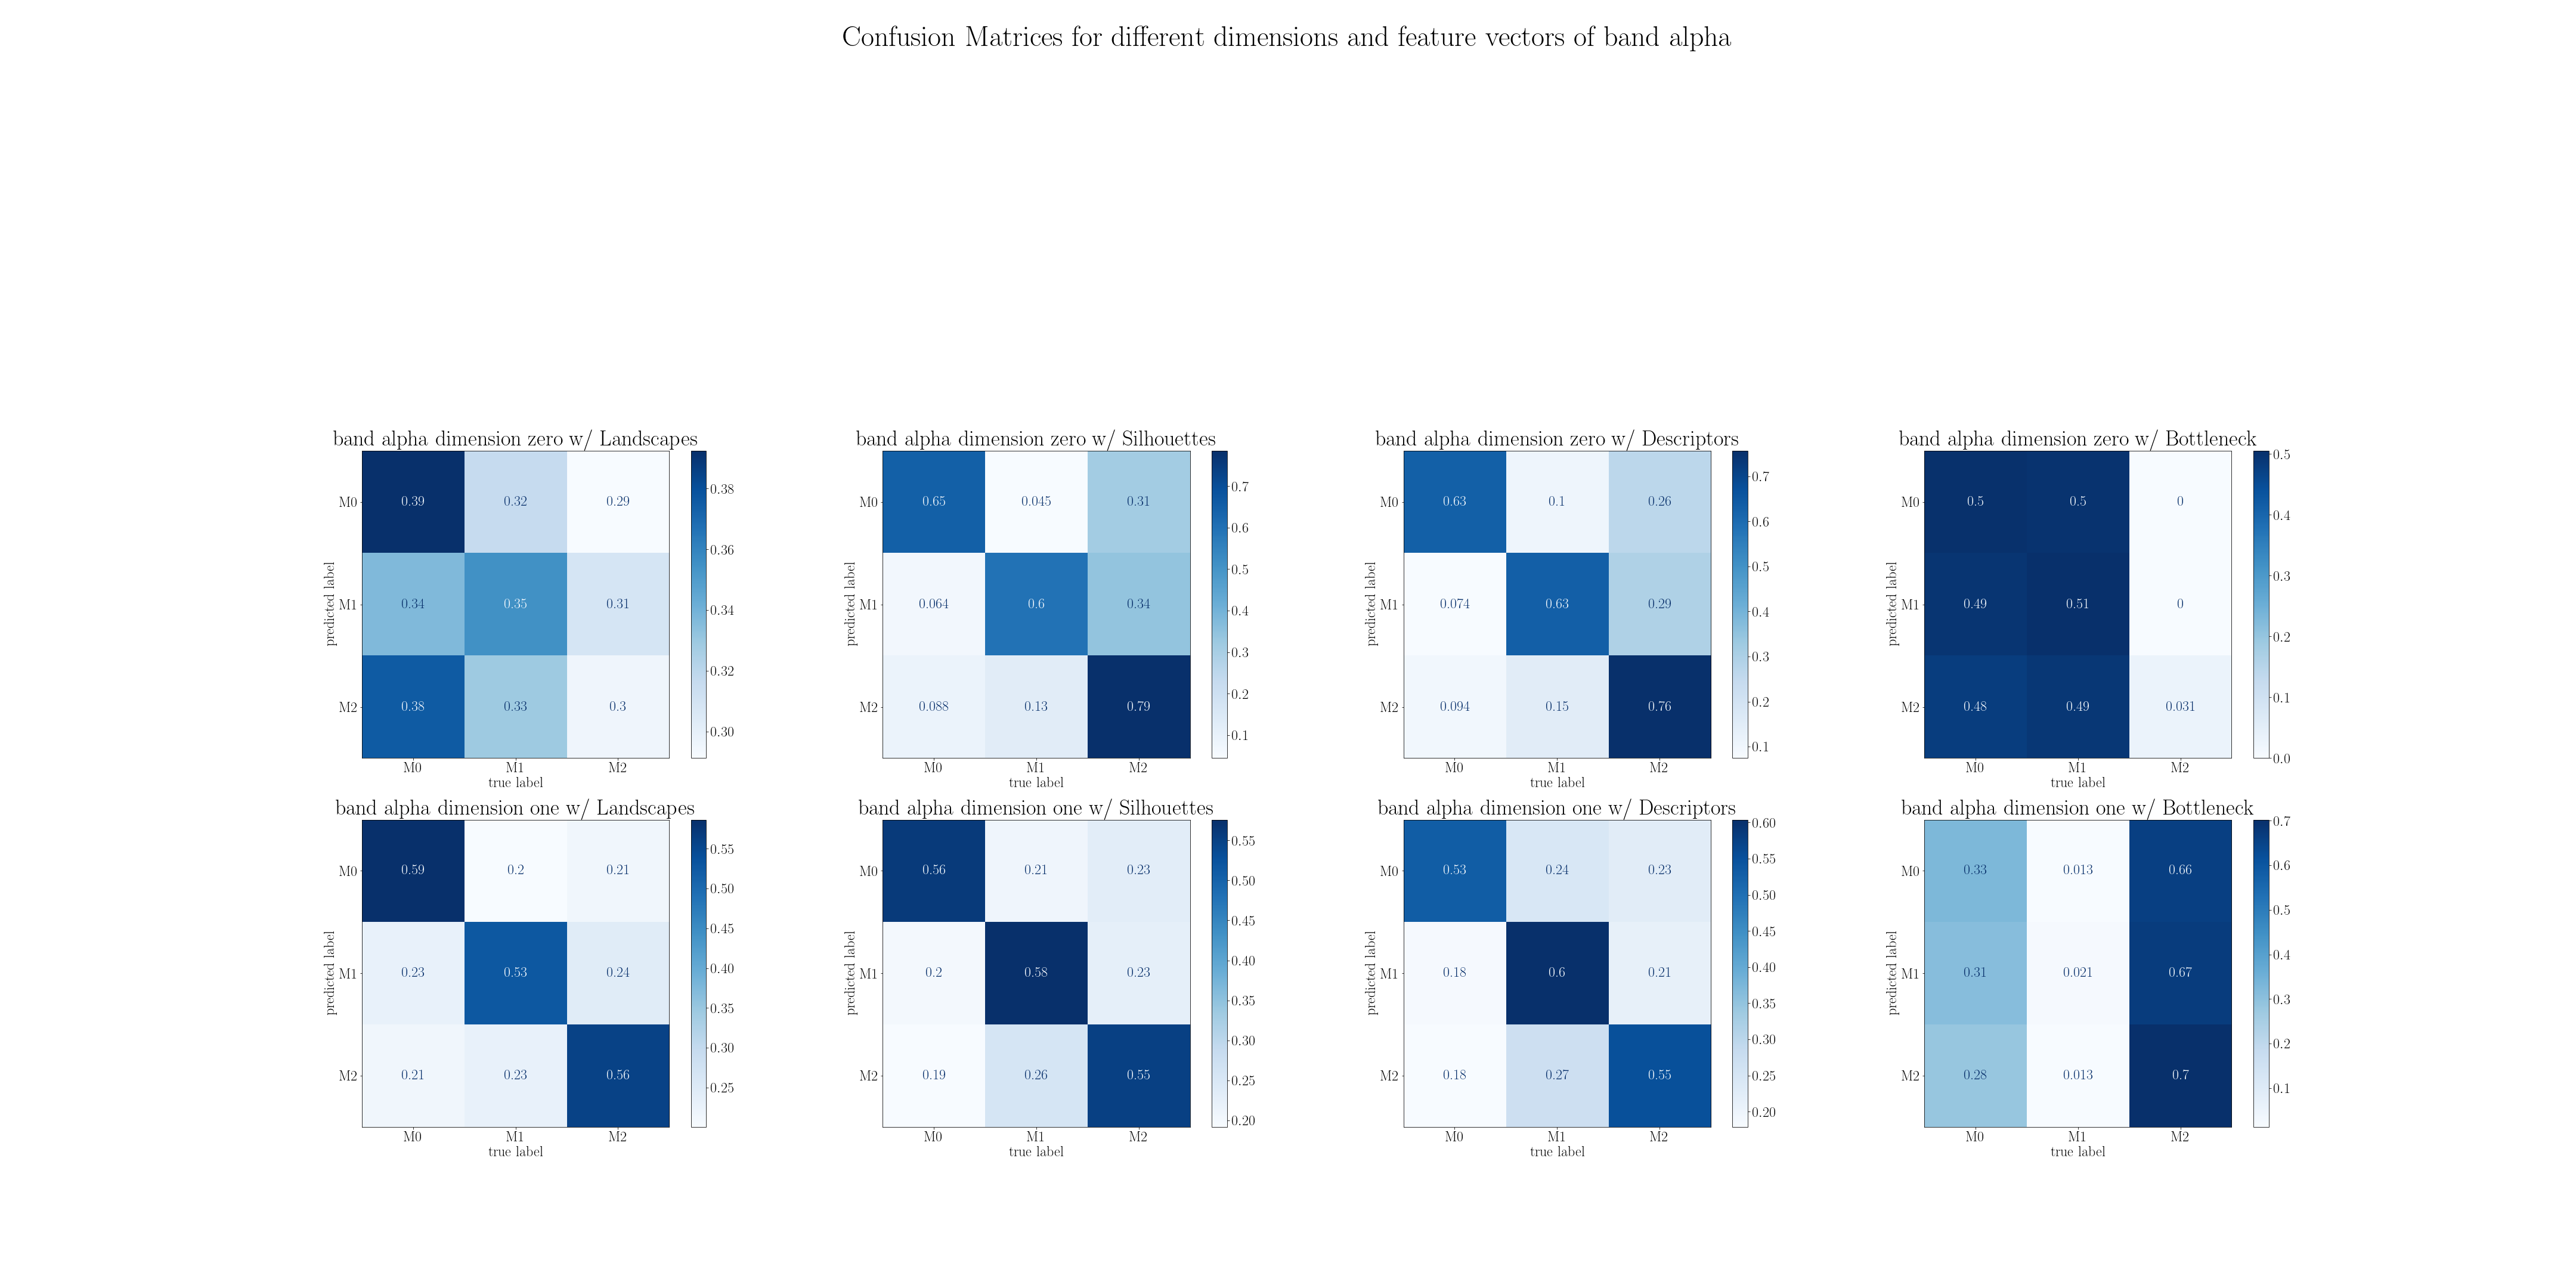 Confusion Matrices for different dimensions and feature vectors of band alpha
band alpha dimension zero w/ Landscapes
predicted label
M0 0.39 0.32 0.29
M1 0.34 0.35 0.31
M2 0.38 0.33 0.3
M0 M1 M2
true label
0.38
0.36
0.34
0.32
0.30
band alpha dimension zero w/ Silhouettes
predicted label
M0 0.65 0.045 0.31
M1 0.064 0.6 0.34
M2 0.088 0.13 0.79
M0 M1 M2
true label
0.7
0.6
0.5
0.4
0.3
0.2
0.1
band alpha dimension zero w/ Descriptors
predicted label
M0 0.63 0.1 0.26
M1 0.074 0.63 0.29
M2 0.094 0.15 0.76
M0 M1 M2
true label
0.7
0.6
0.5
0.4
0.3
0.2
0.1
band alpha dimension zero w/ Bottleneck
predicted label
M0 0.5 0.5 0
M1 0.49 0.51 0
M2 0.48 0.49 0.031
M0 M1 M2
true label
0.5
0.4
0.3
0.2
0.1
0.0
band alpha dimension one w/ Landscapes
predicted label
M0 0.59 0.2 0.21
M1 0.23 0.53 0.24
M2 0.21 0.23 0.56
M0 M1 M2
true label
0.55
0.50
0.45
0.40
0.35
0.30
0.25
band alpha dimension one w/ Silhouettes
predicted label
M0 0.56 0.21 0.23
M1 0.2 0.58 0.23
M2 0.19 0.26 0.55
M0 M1 M2
true label
0.55
0.50
0.45
0.40
0.35
0.30
0.25
0.20
band alpha dimension one w/ Descriptors
predicted label
M0 0.53 0.24 0.23
M1 0.18 0.6 0.21
M2 0.18 0.27 0.55
M0 M1 M2
true label
0.60
0.55
0.50
0.45
0.40
0.35
0.30
0.25
0.20
band alpha dimension one w/ Bottleneck
predicted label
M0 0.33 0.013 0.66
M1 0.31 0.021 0.67
M2 0.28 0.013 0.7
M0 M1 M2
true label
0.7
0.6
0.5
0.4
0.3
0.2
0.1